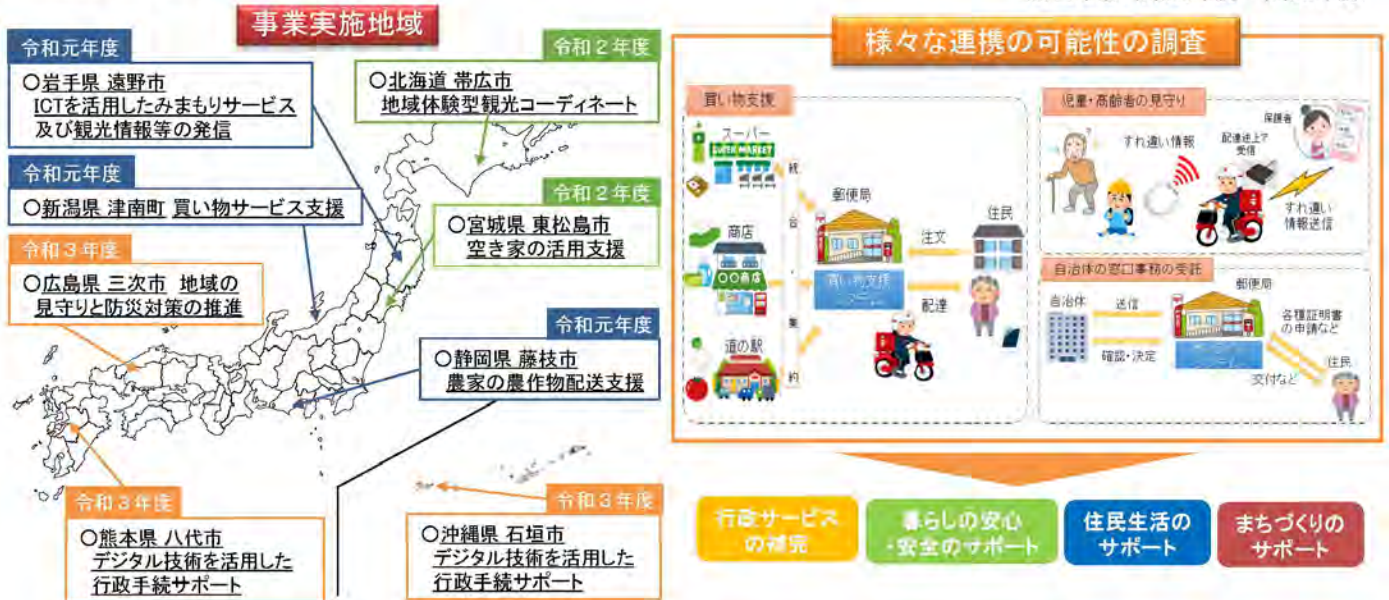 事業実施地域
令和元年度
○岩手県 遠野市
ICTを活用したみまもりサービス
及び観光情報等の発信
令和2年度
○北海道 帯広市
地域体験型観光コーディネート
令和元年度
○新潟県 津南町 買い物サービス支援
令和2年度
○宮城県 東松島市
空き家の活用支援
令和3年度
○広島県 三次市 地域の
見守りと防災対策の推進
令和元年度
○静岡県 藤枝市
農家の農作物配送支援
令和3年度
○熊本県 八代市
デジタル技術を活用した
行政手続サポート
令和3年度
○沖縄県 石垣市
デジタル技術を活用した
行政手続サポート
様々な連携の可能性の調査
買い物支援
スーパー
SUPER MARKET
商店
○○商店
道の駅
統
合
・
集
約
郵便局
買い物支援
注文
配達
住民
児童・高齢者の見守り
すれ違い情報
配達途上で
受信
保護者
すれ違い
情報送信
自治体の窓口事務の受託
自治体
送信
確認・決定
郵便局
各種証明書
の申請など
住民
交付など
行政サービス
の補完
暮らしの安心
・安全のサポート
住民生活の
サポート
まちづくりの
サポート